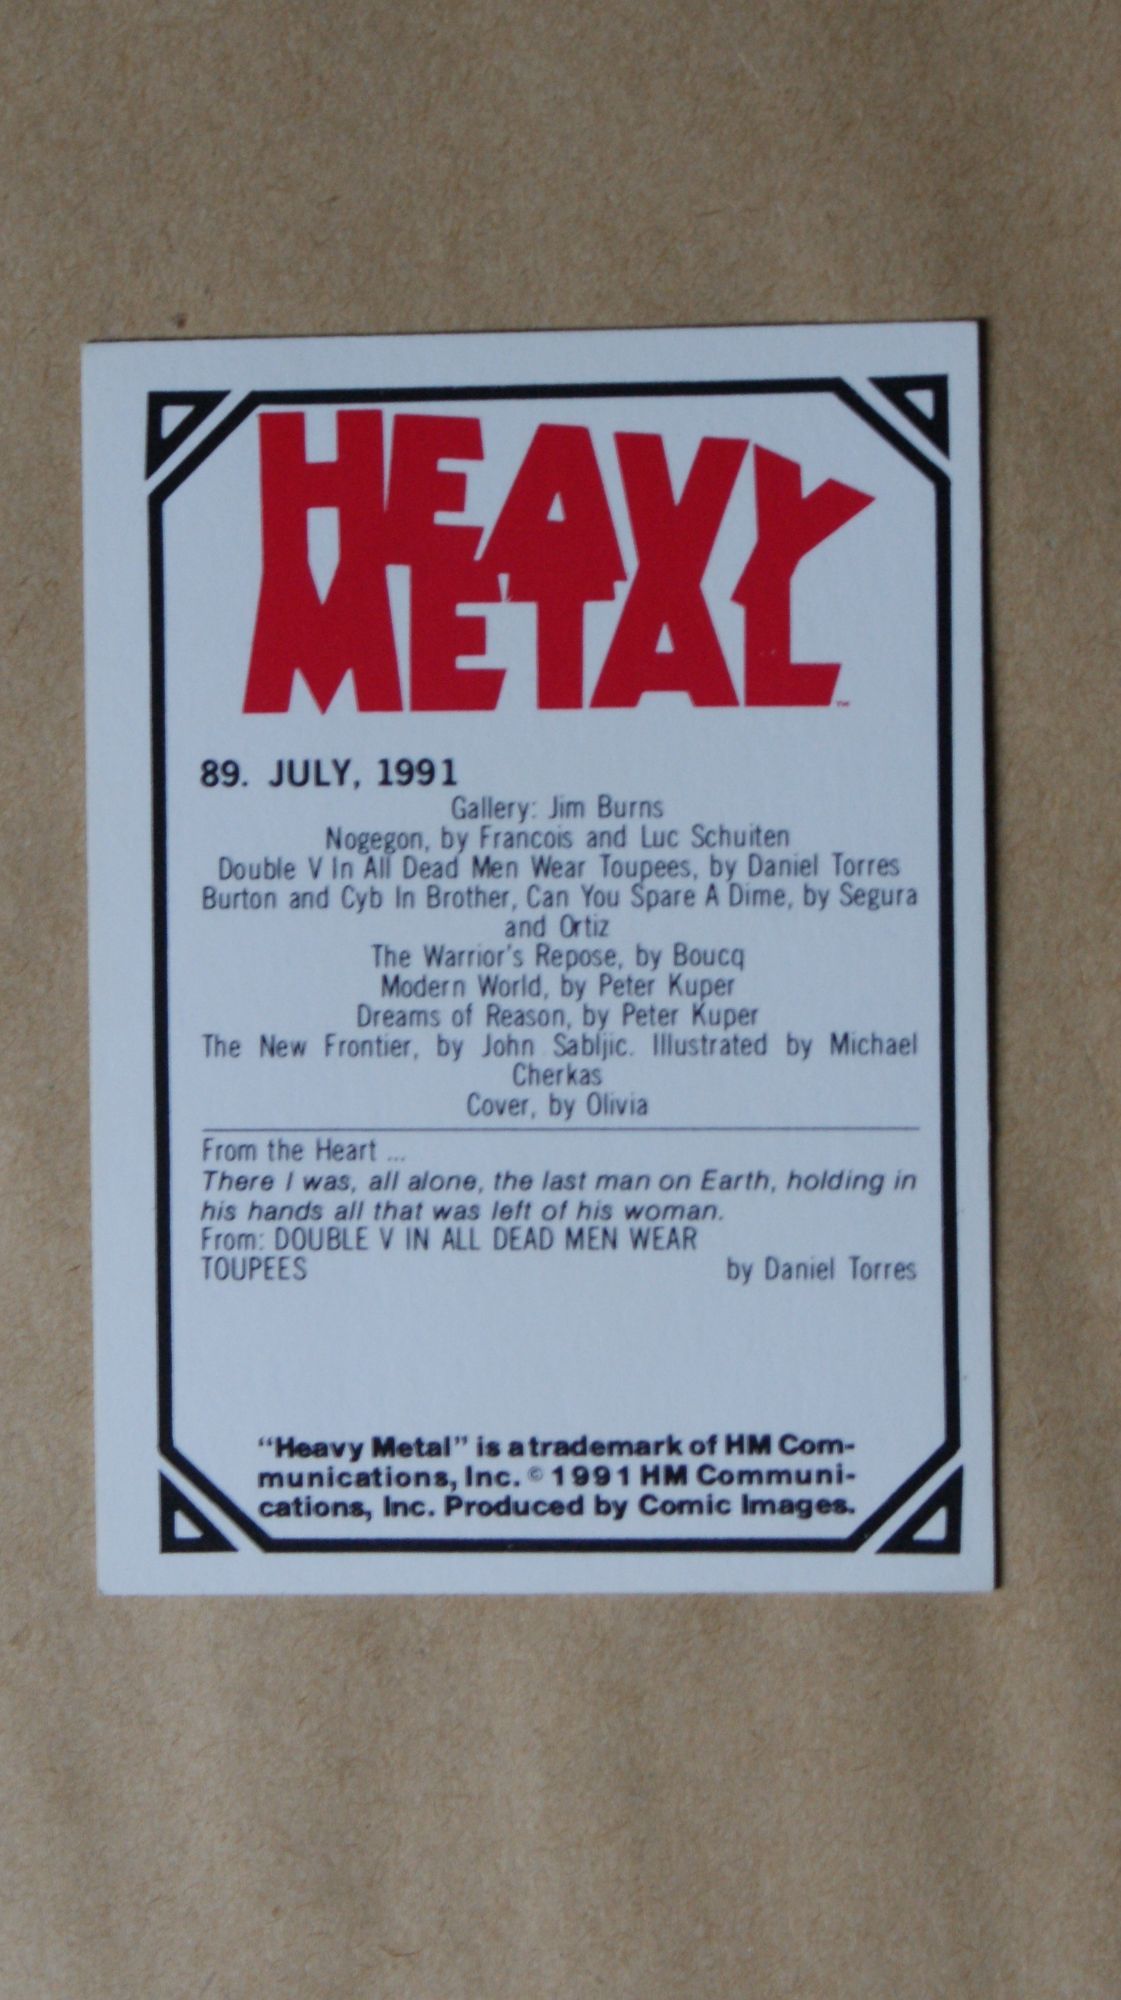 HEAVY
METAL
™
89. JULY, 1991
Gallery: Jim Burns
Nogegon, by Francois and Luc Schuiten
Double V In All Dead Men Wear Toupees, by Daniel Torres
Burton and Cyb In Brother, Can You Spare A Dime, by Segura
and Ortiz
The Warrior's Repose, by Boucq
Modern World, by Peter Kuper
Dreams of Reason, by Peter Kuper
The New Frontier, by John Sabljic. Illustrated by Michael
Cherkas
Cover, by Olivia
From the Heart ...
There I was, all alone, the last man on Earth, holding in
his hands all that was left of his woman.
From: DOUBLE V IN ALL DEAD MEN WEAR
TOUPEES by Daniel Torres
"Heavy Metal" is a trademark of HM Com-
munications, Inc. © 1991 HM Communi-
cations, Inc. Produced by Comic Images.